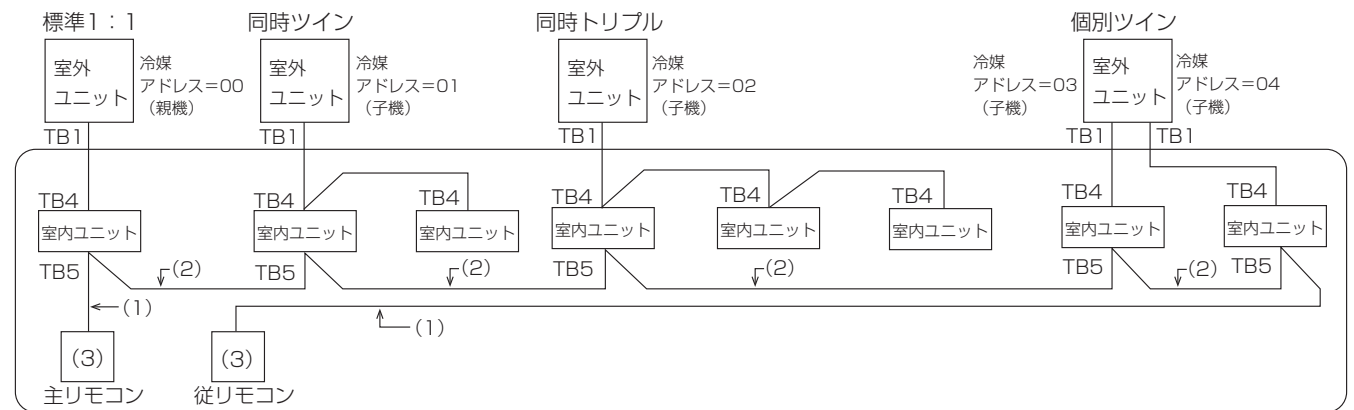 標準1：1
同時ツイン
同時トリプル
個別ツイン
室外
ユニット
冷媒
アドレス=00
（親機）
室外
ユニット
冷媒
アドレス=01
（子機）
室外
ユニット
冷媒
アドレス=02
（子機）
冷媒
アドレス=03
（子機）
室外
ユニット
冷媒
アドレス=04
（子機）
TB1
TB1
TB1
TB1
TB1
TB4
TB4
TB4
TB4
TB4
TB4
TB4
TB4
室内ユニット
室内ユニット
室内ユニット
室内ユニット
室内ユニット
室内ユニット
室内ユニット
室内ユニット
TB5
(2)
TB5
(2)
TB5
(2)
TB5
(2)
TB5
(1)
(1)
(3)
(3)
主リモコン
従リモコン